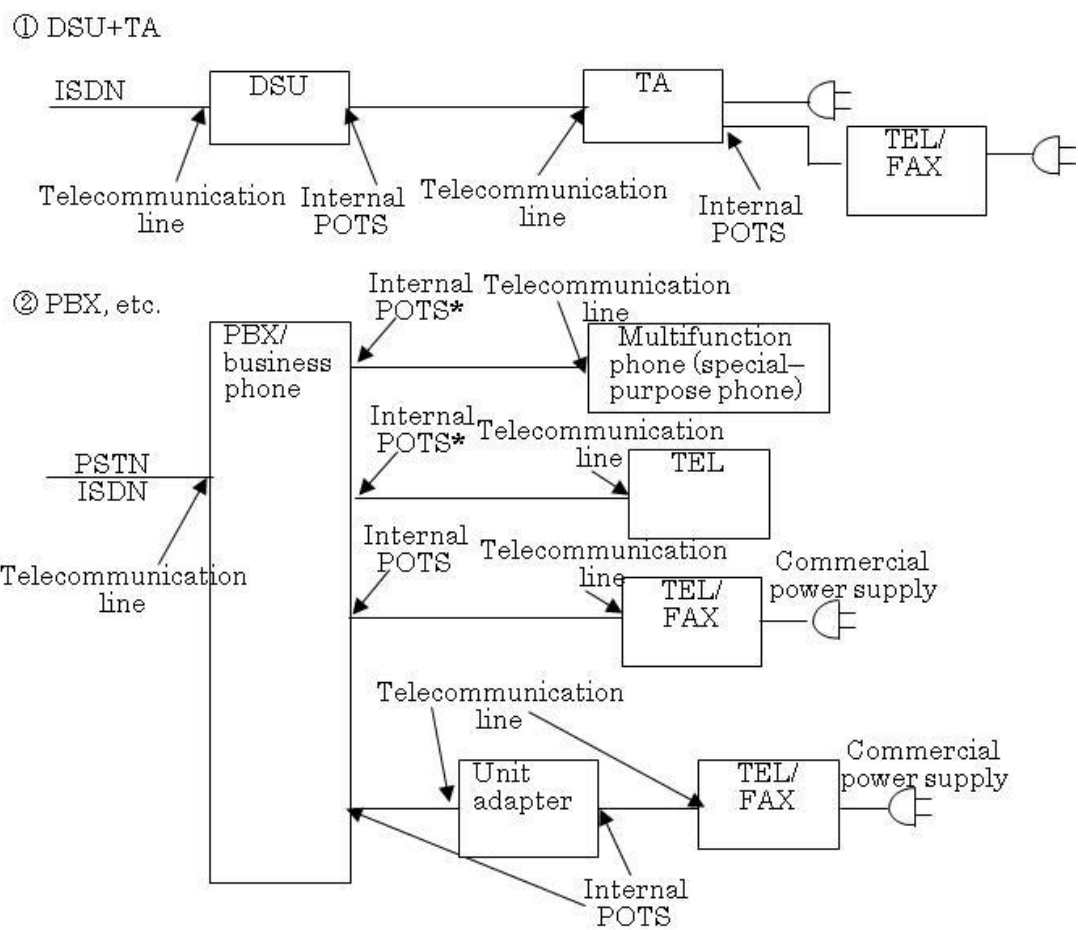 ① DSU+TA
ISDN
DSU
TA
TEL/
FAX
Telecommunication
line
Internal
POTS
Telecommunication
line
Internal
POTS
② PBX, etc.
PBX/
business
phone
Internal
POTS*
Telecommunication
line
Multifunction
phone (special–
purpose phone)
Internal
POTS*
Telecommunication
line
TEL
PSTN
ISDN
Telecommunication
line
Internal
POTS
Telecommunication
line
TEL/
FAX
Commercial
power supply
Telecommunication
line
Unit
adapter
TEL/
FAX
Commercial
power supply
Internal
POTS